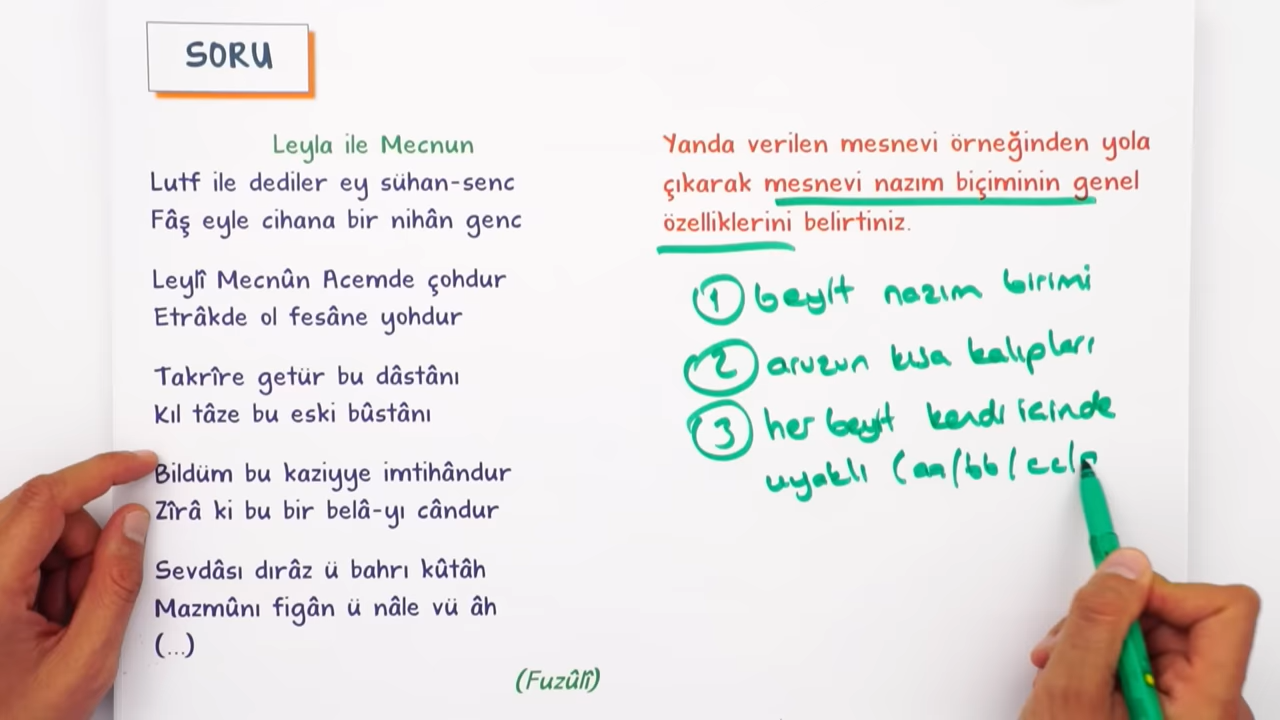 SORU
Leyla ile Mecnun
Lutf ile dediler ey sühan-senc
Fâş eyle cihana bir nihân genc
Leylî Mecnûn Acemde çohdur
Etrâkde ol fesâne yohdur
Takrîre getür bu dâstânı
Kıl tâze bu eski bûstânı
Bildüm bu kaziyye imtihândur
Zîrâ ki bu bir belâ-yı cândur
Sevdâsı dırâz ü bahrı kûtâh
Mazmûnı figân ü nâle vü âh
(...)
(Fuzûlî)
Yanda verilen mesnevi örneğinden yola
çıkarak mesnevi nazım biçiminin genel
özelliklerini belirtiniz.
1 beyit nazım birimi
2 aruzun kısa kalıpları
3 her beyit kendi içinde
uyaklı (aa/bb/cc/